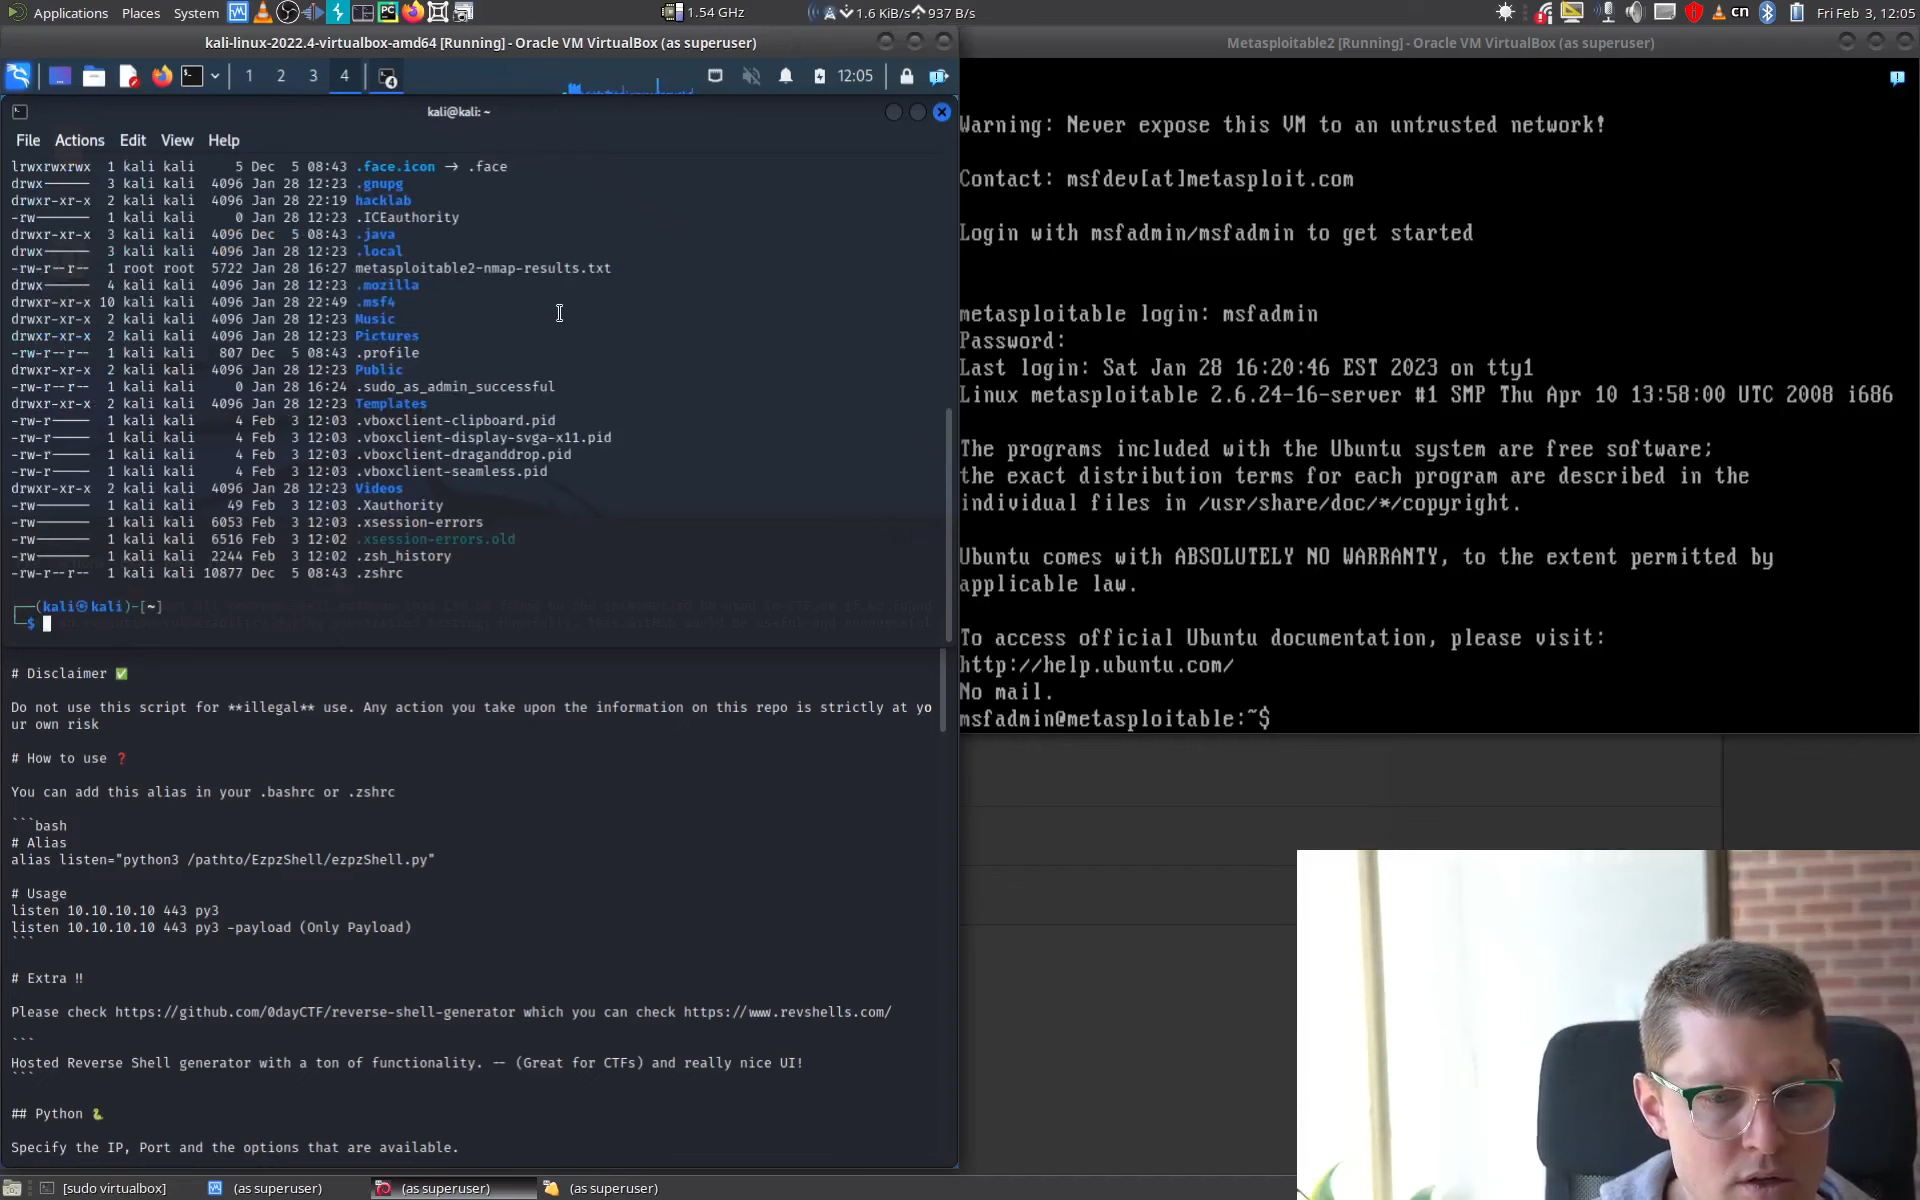 Applications Places System 1.54 GHz 1.6 KiB/s 937 B/s cn Fri Feb 3, 12:05
kali-linux-2022.4-virtualbox-amd64 [Running] - Oracle VM VirtualBox (as superuser)
1 2 3 4 12:05
kali@kali: ~
File Actions Edit View Help
lrwxrwxrwx 1 kali kali 5 Dec 5 08:43 .face.icon → .face
drwx------ 3 kali kali 4096 Jan 28 12:23 .gnupg
drwxr-xr-x 2 kali kali 4096 Jan 28 22:19 hacklab
-rw------- 1 kali kali 0 Jan 28 12:23 .ICEauthority
drwxr-xr-x 3 kali kali 4096 Dec 5 08:43 .java
drwx------ 3 kali kali 4096 Jan 28 12:23 .local
-rw-r--r-- 1 root root 5722 Jan 28 16:27 metasploitable2-nmap-results.txt
drwx------ 4 kali kali 4096 Jan 28 12:23 .mozilla
drwxr-xr-x 10 kali kali 4096 Jan 28 22:49 .msf4
drwxr-xr-x 2 kali kali 4096 Jan 28 12:23 Music
drwxr-xr-x 2 kali kali 4096 Jan 28 12:23 Pictures
-rw-r--r-- 1 kali kali 807 Dec 5 08:43 .profile
drwxr-xr-x 2 kali kali 4096 Jan 28 12:23 Public
-rw-r--r-- 1 kali kali 0 Jan 28 16:24 .sudo_as_admin_successful
drwxr-xr-x 2 kali kali 4096 Jan 28 12:23 Templates
-rw-r----- 1 kali kali 4 Feb 3 12:03 .vboxclient-clipboard.pid
-rw-r----- 1 kali kali 4 Feb 3 12:03 .vboxclient-display-svga-x11.pid
-rw-r----- 1 kali kali 4 Feb 3 12:03 .vboxclient-draganddrop.pid
-rw-r----- 1 kali kali 4 Feb 3 12:03 .vboxclient-seamless.pid
drwxr-xr-x 2 kali kali 4096 Jan 28 12:23 Videos
-rw------- 1 kali kali 49 Feb 3 12:03 .Xauthority
-rw------- 1 kali kali 6053 Feb 3 12:03 .xsession-errors
-rw------- 1 kali kali 6516 Feb 3 12:02 .xsession-errors.old
-rw------- 1 kali kali 2244 Feb 3 12:02 .zsh_history
-rw-r--r-- 1 kali kali 10877 Dec 5 08:43 .zshrc
┌──(kali㉿kali)-[~]
└─$
# Disclaimer ✅
Do not use this script for **illegal** use. Any action you take upon the information on this repo is strictly at yo
ur own risk
# How to use ❓
You can add this alias in your .bashrc or .zshrc
```bash
# Alias
alias listen="python3 /pathto/EzpzShell/ezpzShell.py"
# Usage
listen 10.10.10.10 443 py3
listen 10.10.10.10 443 py3 -payload (Only Payload)
```
# Extra ‼
Please check https://github.com/0dayCTF/reverse-shell-generator which you can check https://www.revshells.com/
```
Hosted Reverse Shell generator with a ton of functionality. -- (Great for CTFs) and really nice UI!
```
## Python 🐍
Specify the IP, Port and the options that are available.
Metasploitable2 [Running] - Oracle VM VirtualBox (as superuser)
Warning: Never expose this VM to an untrusted network!
Contact: msfdev[at]metasploit.com
Login with msfadmin/msfadmin to get started
metasploitable login: msfadmin
Password:
Last login: Sat Jan 28 16:20:46 EST 2023 on tty1
Linux metasploitable 2.6.24-16-server #1 SMP Thu Apr 10 13:58:00 UTC 2008 i686
The programs included with the Ubuntu system are free software;
the exact distribution terms for each program are described in the
individual files in /usr/share/doc/*/copyright.
Ubuntu comes with ABSOLUTELY NO WARRANTY, to the extent permitted by
applicable law.
To access official Ubuntu documentation, please visit:
http://help.ubuntu.com/
No mail.
msfadmin@metasploitable:~$
[sudo virtualbox] (as superuser) (as superuser) (as superuser)